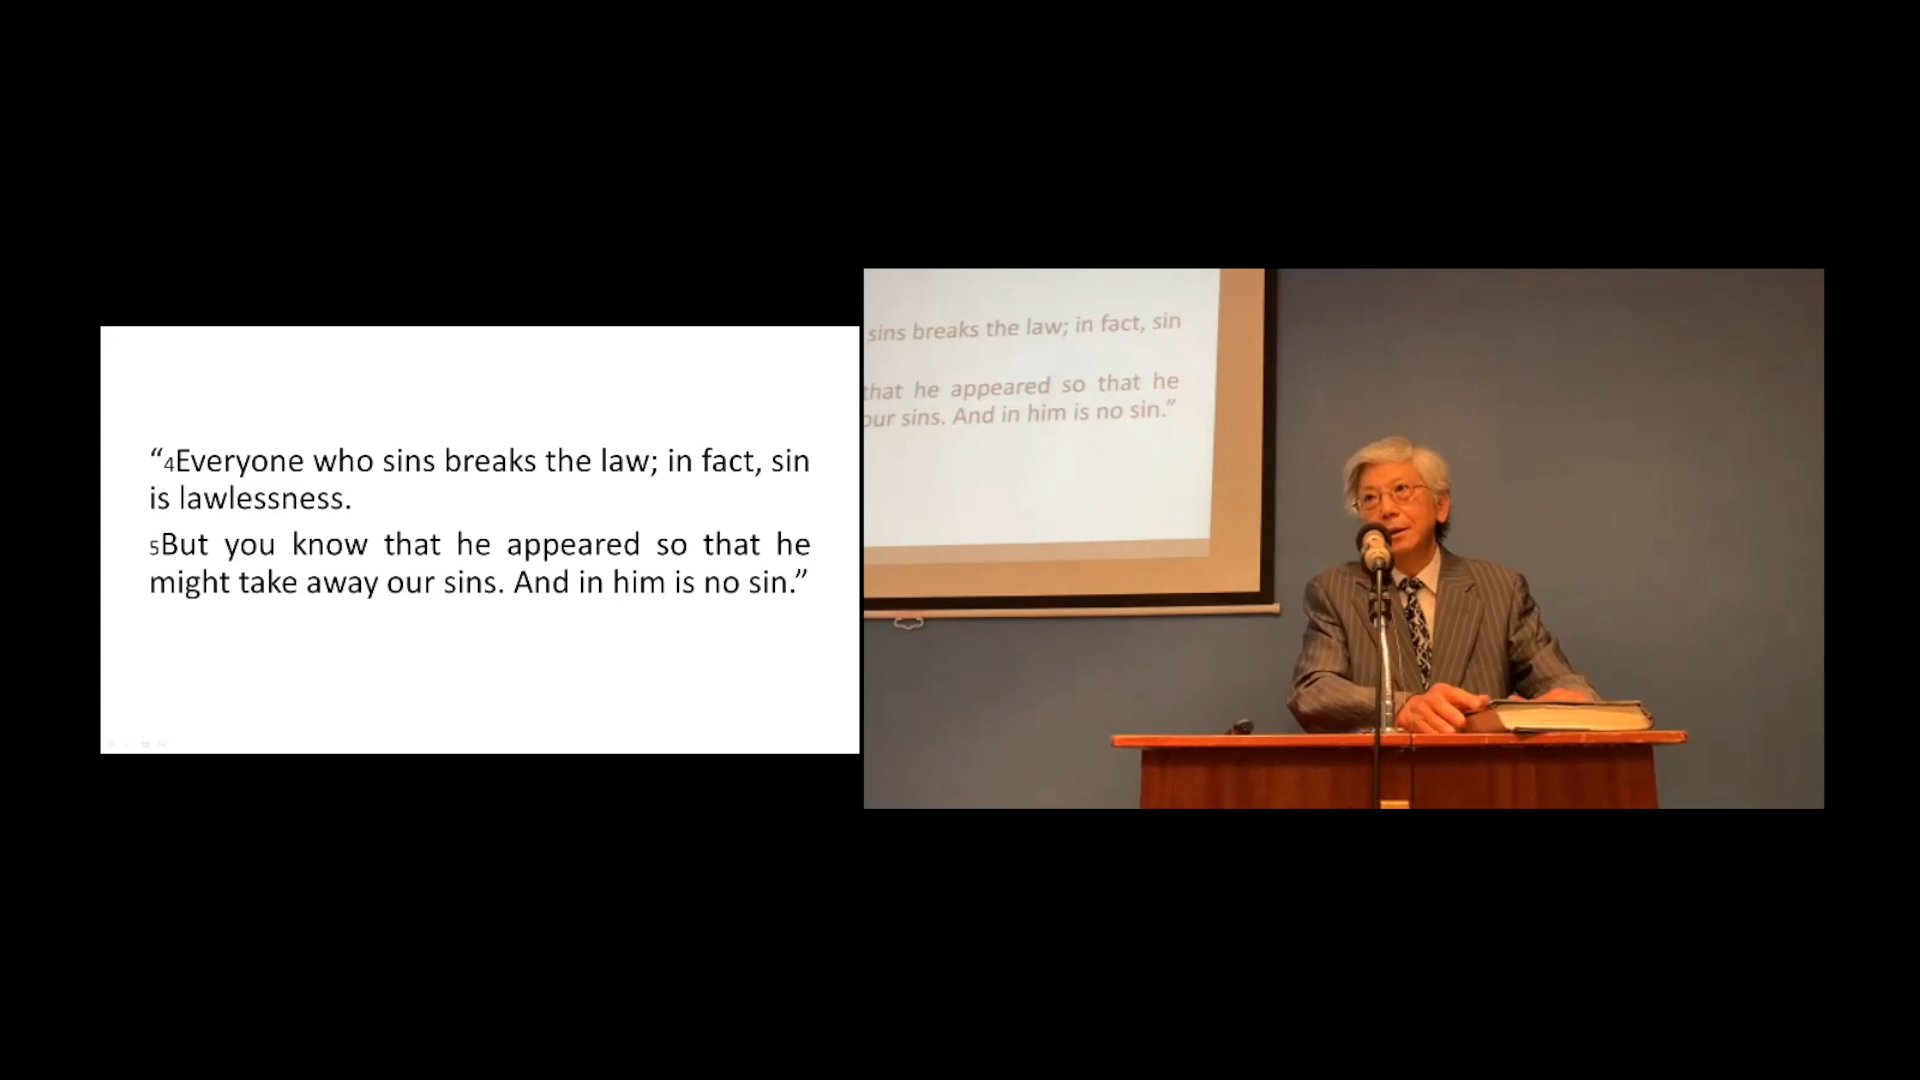 “4Everyone who sins breaks the law; in fact, sin
is lawlessness.
5But you know that he appeared so that he
might take away our sins. And in him is no sin.”
sins breaks the law; in fact, sin
that he appeared so that he
our sins. And in him is no sin.”